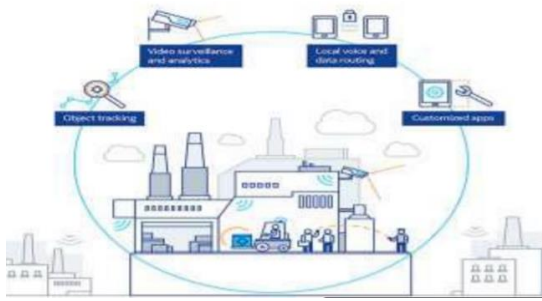 Video surveillance
and analytics
Local voice and
data routing
Object tracking
Customized apps